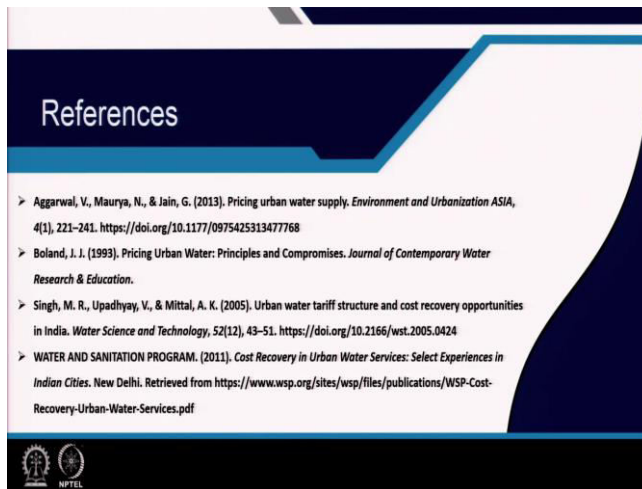 References
➤ Aggarwal, V., Maurya, N., & Jain, G. (2013). Pricing urban water supply. Environment and Urbanization ASIA,
4(1), 221–241. https://doi.org/10.1177/0975425313477768
➤ Boland, J. J. (1993). Pricing Urban Water: Principles and Compromises. Journal of Contemporary Water
Research & Education.
➤ Singh, M. R., Upadhyay, V., & Mittal, A. K. (2005). Urban water tariff structure and cost recovery opportunities
in India. Water Science and Technology, 52(12), 43–51. https://doi.org/10.2166/wst.2005.0424
➤ WATER AND SANITATION PROGRAM. (2011). Cost Recovery in Urban Water Services: Select Experiences in
Indian Cities. New Delhi. Retrieved from https://www.wsp.org/sites/wsp/files/publications/WSP-Cost-
Recovery-Urban-Water-Services.pdf
NPTEL